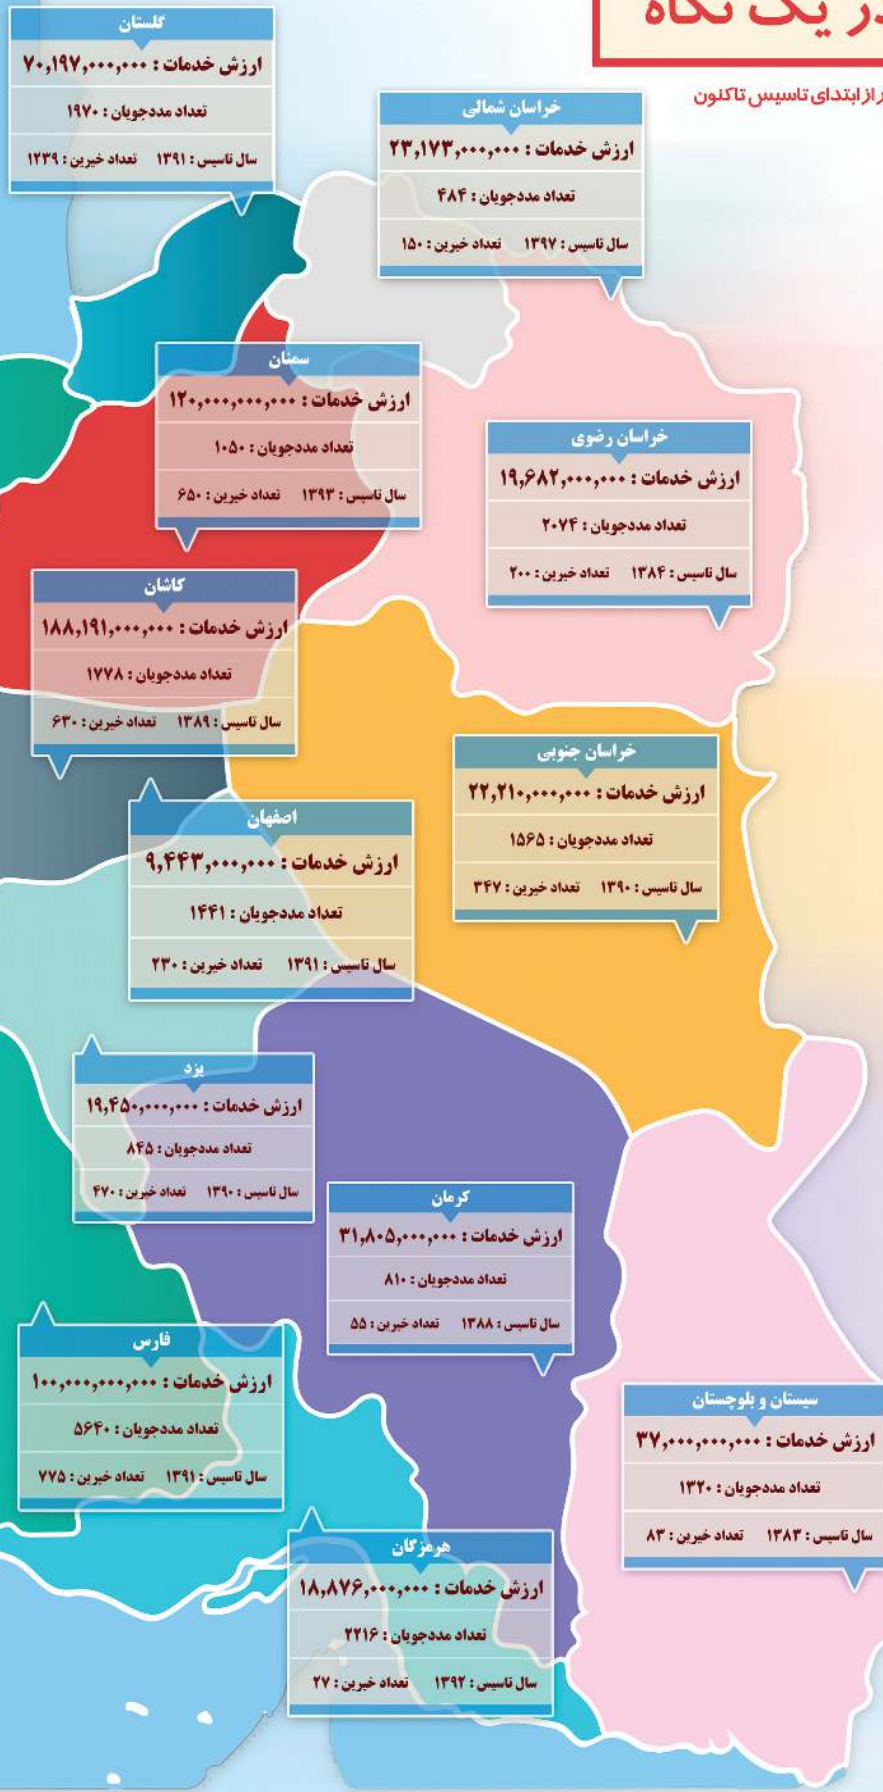 در یک نگاه
ر از ابتدای تاسیس تاکنون
گلستان
ارزش خدمات : ۷۰,۱۹۷,۰۰۰,۰۰۰
تعداد مددجویان : ۱۹۷۰
سال تاسیس : ۱۳۹۱ تعداد خیرین : ۱۲۳۹
خراسان شمالی
ارزش خدمات : ۲۳,۱۷۳,۰۰۰,۰۰۰
تعداد مددجویان : ۴۸۴
سال تاسیس : ۱۳۹۷ تعداد خیرین : ۱۵۰
سمنان
ارزش خدمات : ۱۲۰,۰۰۰,۰۰۰,۰۰۰
تعداد مددجویان : ۱۰۵۰
سال تاسیس : ۱۳۹۳ تعداد خیرین : ۶۵۰
خراسان رضوی
ارزش خدمات : ۱۹,۶۸۲,۰۰۰,۰۰۰
تعداد مددجویان : ۲۰۷۴
سال تاسیس : ۱۳۸۴ تعداد خیرین : ۲۰۰
کاشان
ارزش خدمات : ۱۸۸,۱۹۱,۰۰۰,۰۰۰
تعداد مددجویان : ۱۷۷۸
سال تاسیس : ۱۳۸۹ تعداد خیرین : ۶۳۰
خراسان جنوبی
ارزش خدمات : ۲۲,۲۱۰,۰۰۰,۰۰۰
تعداد مددجویان : ۱۵۶۵
سال تاسیس : ۱۳۹۰ تعداد خیرین : ۳۴۷
اصفهان
ارزش خدمات : ۹,۴۴۳,۰۰۰,۰۰۰
تعداد مددجویان : ۱۴۴۱
سال تاسیس : ۱۳۹۱ تعداد خیرین : ۲۳۰
یزد
ارزش خدمات : ۱۹,۴۵۰,۰۰۰,۰۰۰
تعداد مددجویان : ۸۴۵
سال تاسیس : ۱۳۹۰ تعداد خیرین : ۴۷۰
کرمان
ارزش خدمات : ۳۱,۸۰۵,۰۰۰,۰۰۰
تعداد مددجویان : ۸۱۰
سال تاسیس : ۱۳۸۸ تعداد خیرین : ۵۵
فارس
ارزش خدمات : ۱۰۰,۰۰۰,۰۰۰,۰۰۰
تعداد مددجویان : ۵۶۴۰
سال تاسیس : ۱۳۹۱ تعداد خیرین : ۷۷۵
سیستان و بلوچستان
ارزش خدمات : ۳۷,۰۰۰,۰۰۰,۰۰۰
تعداد مددجویان : ۱۳۲۰
سال تاسیس : ۱۳۸۳ تعداد خیرین : ۸۳
هرمزگان
ارزش خدمات : ۱۸,۸۷۶,۰۰۰,۰۰۰
تعداد مددجویان : ۲۲۱۶
سال تاسیس : ۱۳۹۲ تعداد خیرین : ۲۷